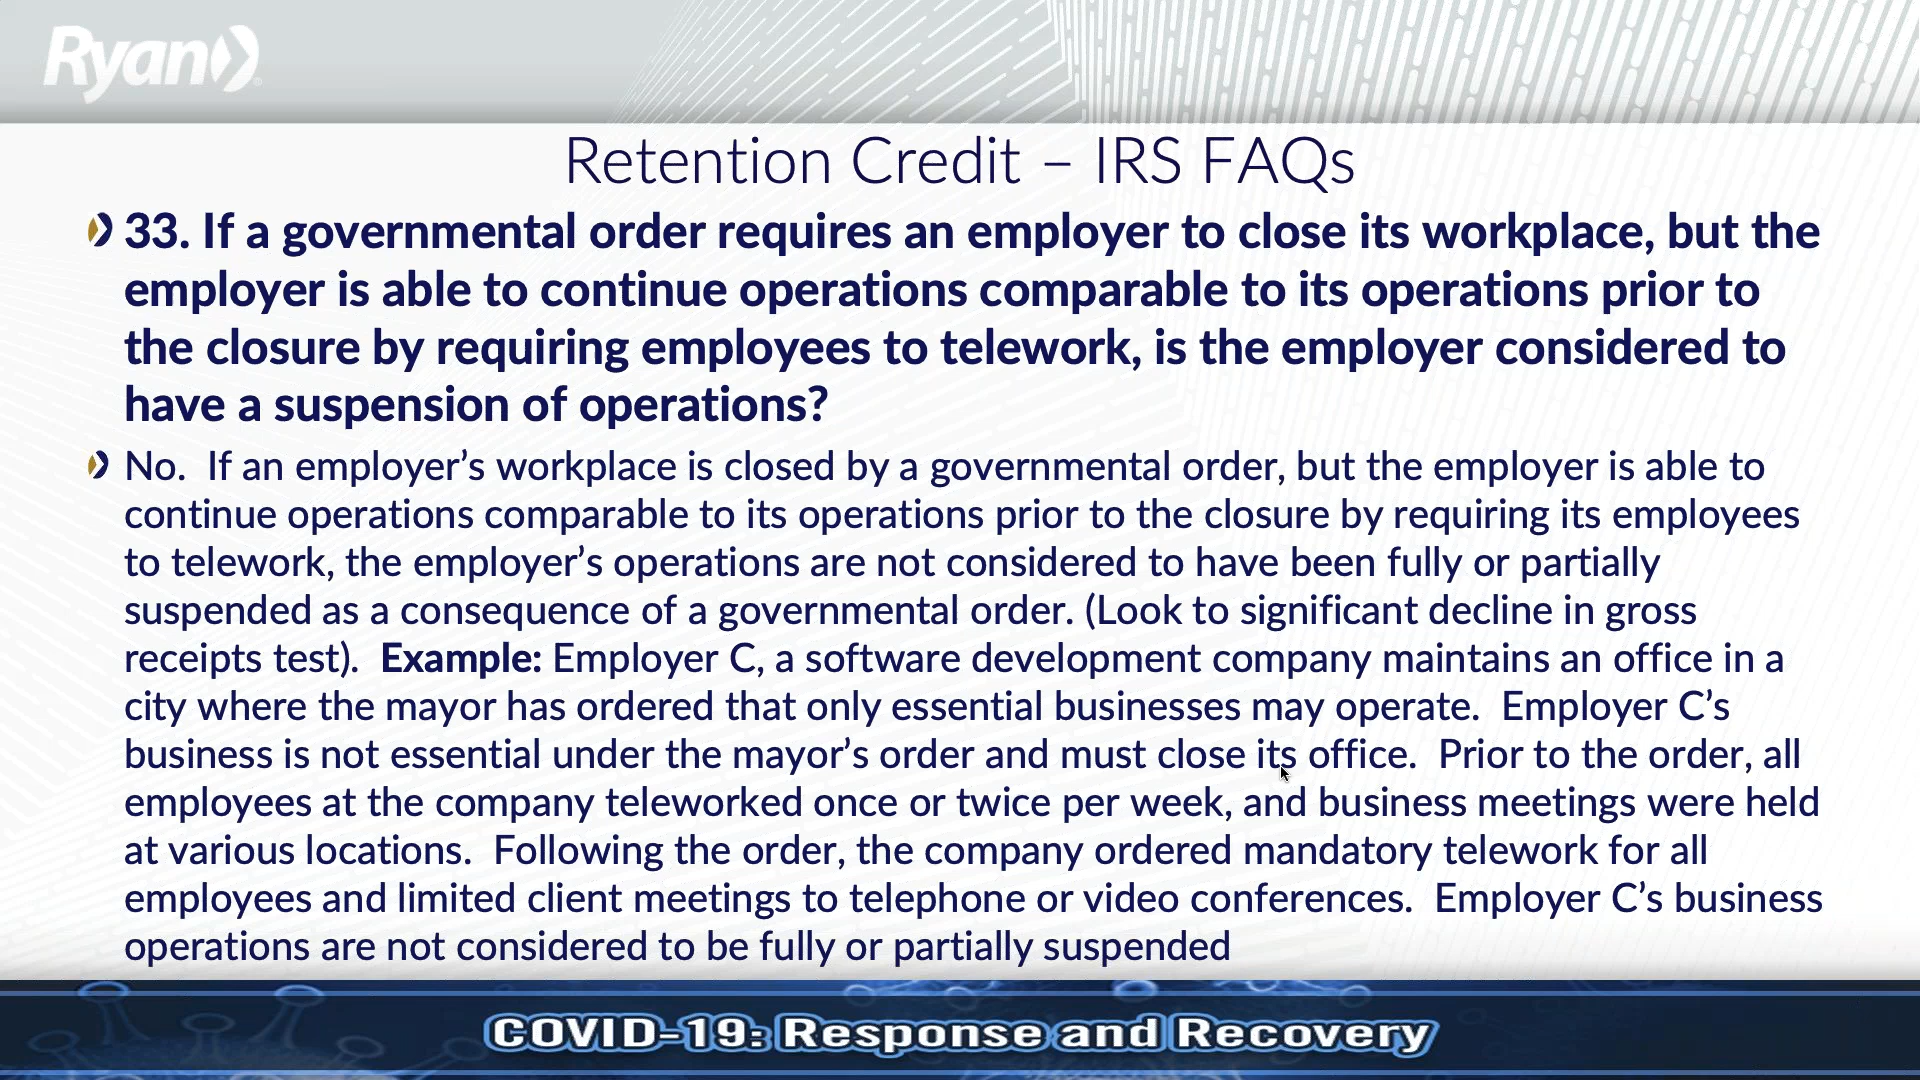 Ryan
Retention Credit – IRS FAQs
33. If a governmental order requires an employer to close its workplace, but the
employer is able to continue operations comparable to its operations prior to
the closure by requiring employees to telework, is the employer considered to
have a suspension of operations?
No.  If an employer’s workplace is closed by a governmental order, but the employer is able to
continue operations comparable to its operations prior to the closure by requiring its employees
to telework, the employer’s operations are not considered to have been fully or partially
suspended as a consequence of a governmental order. (Look to significant decline in gross
receipts test).  Example: Employer C, a software development company maintains an office in a
city where the mayor has ordered that only essential businesses may operate.  Employer C’s
business is not essential under the mayor’s order and must close its office.  Prior to the order, all
employees at the company teleworked once or twice per week, and business meetings were held
at various locations.  Following the order, the company ordered mandatory telework for all
employees and limited client meetings to telephone or video conferences.  Employer C’s business
operations are not considered to be fully or partially suspended
COVID-19: Response and Recovery